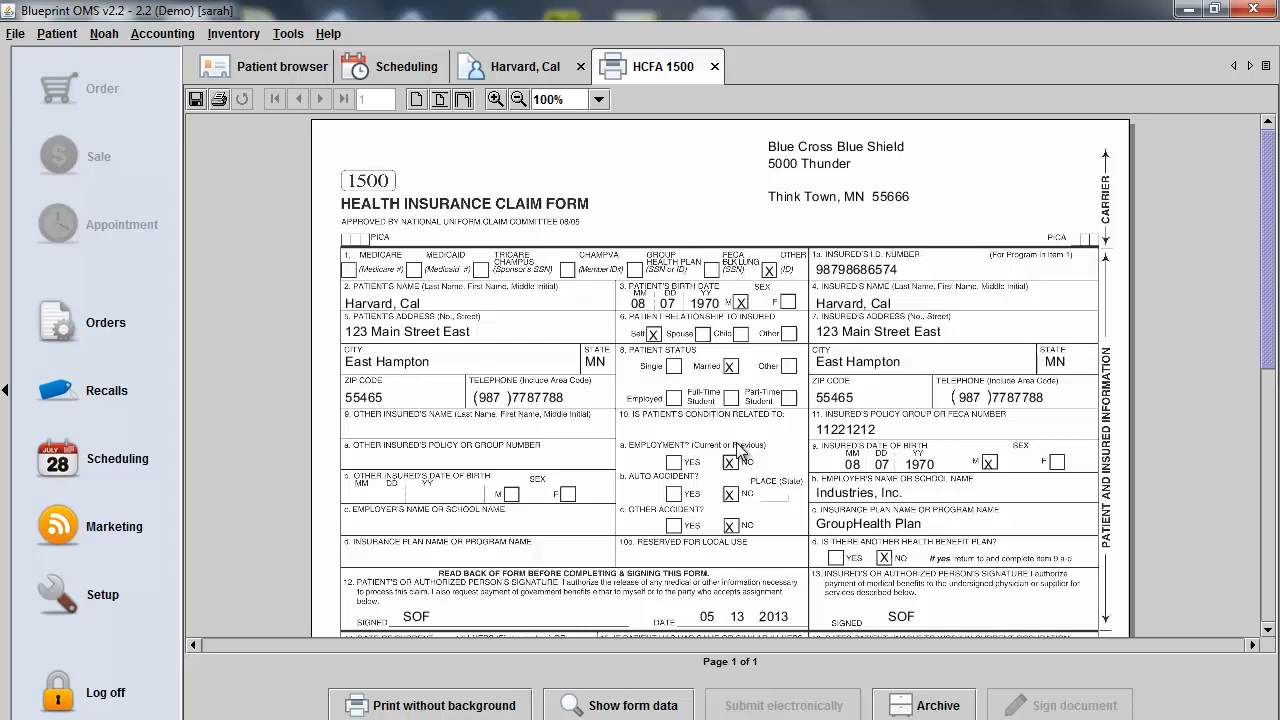 Blueprint OMS v2.2 - 2.2 (Demo) [sarah]
File Patient Noah Accounting Inventory Tools Help
Order
Sale
Appointment
Orders
Recalls
Scheduling
JULY 28
Marketing
Setup
Log off
Patient browser Scheduling Harvard, Cal HCFA 1500
1 100%
Blue Cross Blue Shield
5000 Thunder
Think Town, MN 55666
1500
HEALTH INSURANCE CLAIM FORM
APPROVED BY NATIONAL UNIFORM CLAIM COMMITTEE 08/05
PICA PICA
CARRIER
1. MEDICARE MEDICAID TRICARE CHAMPUS CHAMPVA GROUP HEALTH PLAN FECA BLK LUNG OTHER
(Medicare #) (Medicaid #) (Sponsor's SSN) (Member ID#) (SSN or ID) (SSN) X (ID)
1a. INSURED'S I.D. NUMBER (For Program in Item 1)
98798686574
2. PATIENT'S NAME (Last Name, First Name, Middle Initial)
Harvard, Cal
3. PATIENT'S BIRTH DATE SEX
MM DD YY
08 07 1970 M X F
4. INSURED'S NAME (Last Name, First Name, Middle Initial)
Harvard, Cal
5. PATIENT'S ADDRESS (No., Street)
123 Main Street East
6. PATIENT RELATIONSHIP TO INSURED
Self X Spouse Child Other
7. INSURED'S ADDRESS (No., Street)
123 Main Street East
CITY STATE
East Hampton MN
8. PATIENT STATUS
Single Married X Other
CITY STATE
East Hampton MN
ZIP CODE TELEPHONE (Include Area Code)
55465 (987 )7787788
Employed Full-Time Student Part-Time Student
ZIP CODE TELEPHONE (Include Area Code)
55465 ( 987 )7787788
9. OTHER INSURED'S NAME (Last Name, First Name, Middle Initial)
10. IS PATIENT'S CONDITION RELATED TO:
11. INSURED'S POLICY GROUP OR FECA NUMBER
11221212
a. OTHER INSURED'S POLICY OR GROUP NUMBER
a. EMPLOYMENT? (Current or Previous)
YES X NO
a. INSURED'S DATE OF BIRTH SEX
MM DD YY
08 07 1970 M X F
b. OTHER INSURED'S DATE OF BIRTH SEX
MM DD YY
M F
b. AUTO ACCIDENT? PLACE (State)
YES X NO
b. EMPLOYER'S NAME OR SCHOOL NAME
Industries, Inc.
c. EMPLOYER'S NAME OR SCHOOL NAME
c. OTHER ACCIDENT?
YES X NO
c. INSURANCE PLAN NAME OR PROGRAM NAME
GroupHealth Plan
d. INSURANCE PLAN NAME OR PROGRAM NAME
10d. RESERVED FOR LOCAL USE
d. IS THERE ANOTHER HEALTH BENEFIT PLAN?
YES X NO If yes, return to and complete item 9 a-d
PATIENT AND INSURED INFORMATION
READ BACK OF FORM BEFORE COMPLETING & SIGNING THIS FORM.
12. PATIENT'S OR AUTHORIZED PERSON'S SIGNATURE I authorize the release of any medical or other information necessary
to process this claim. I also request payment of government benefits either to myself or to the party who accepts assignment
below.
SIGNED SOF DATE 05 13 2013
13. INSURED'S OR AUTHORIZED PERSON'S SIGNATURE I authorize
payment of medical benefits to the undersigned physician or supplier for
services described below.
SIGNED SOF
Page 1 of 1
Print without background Show form data Submit electronically Archive Sign document